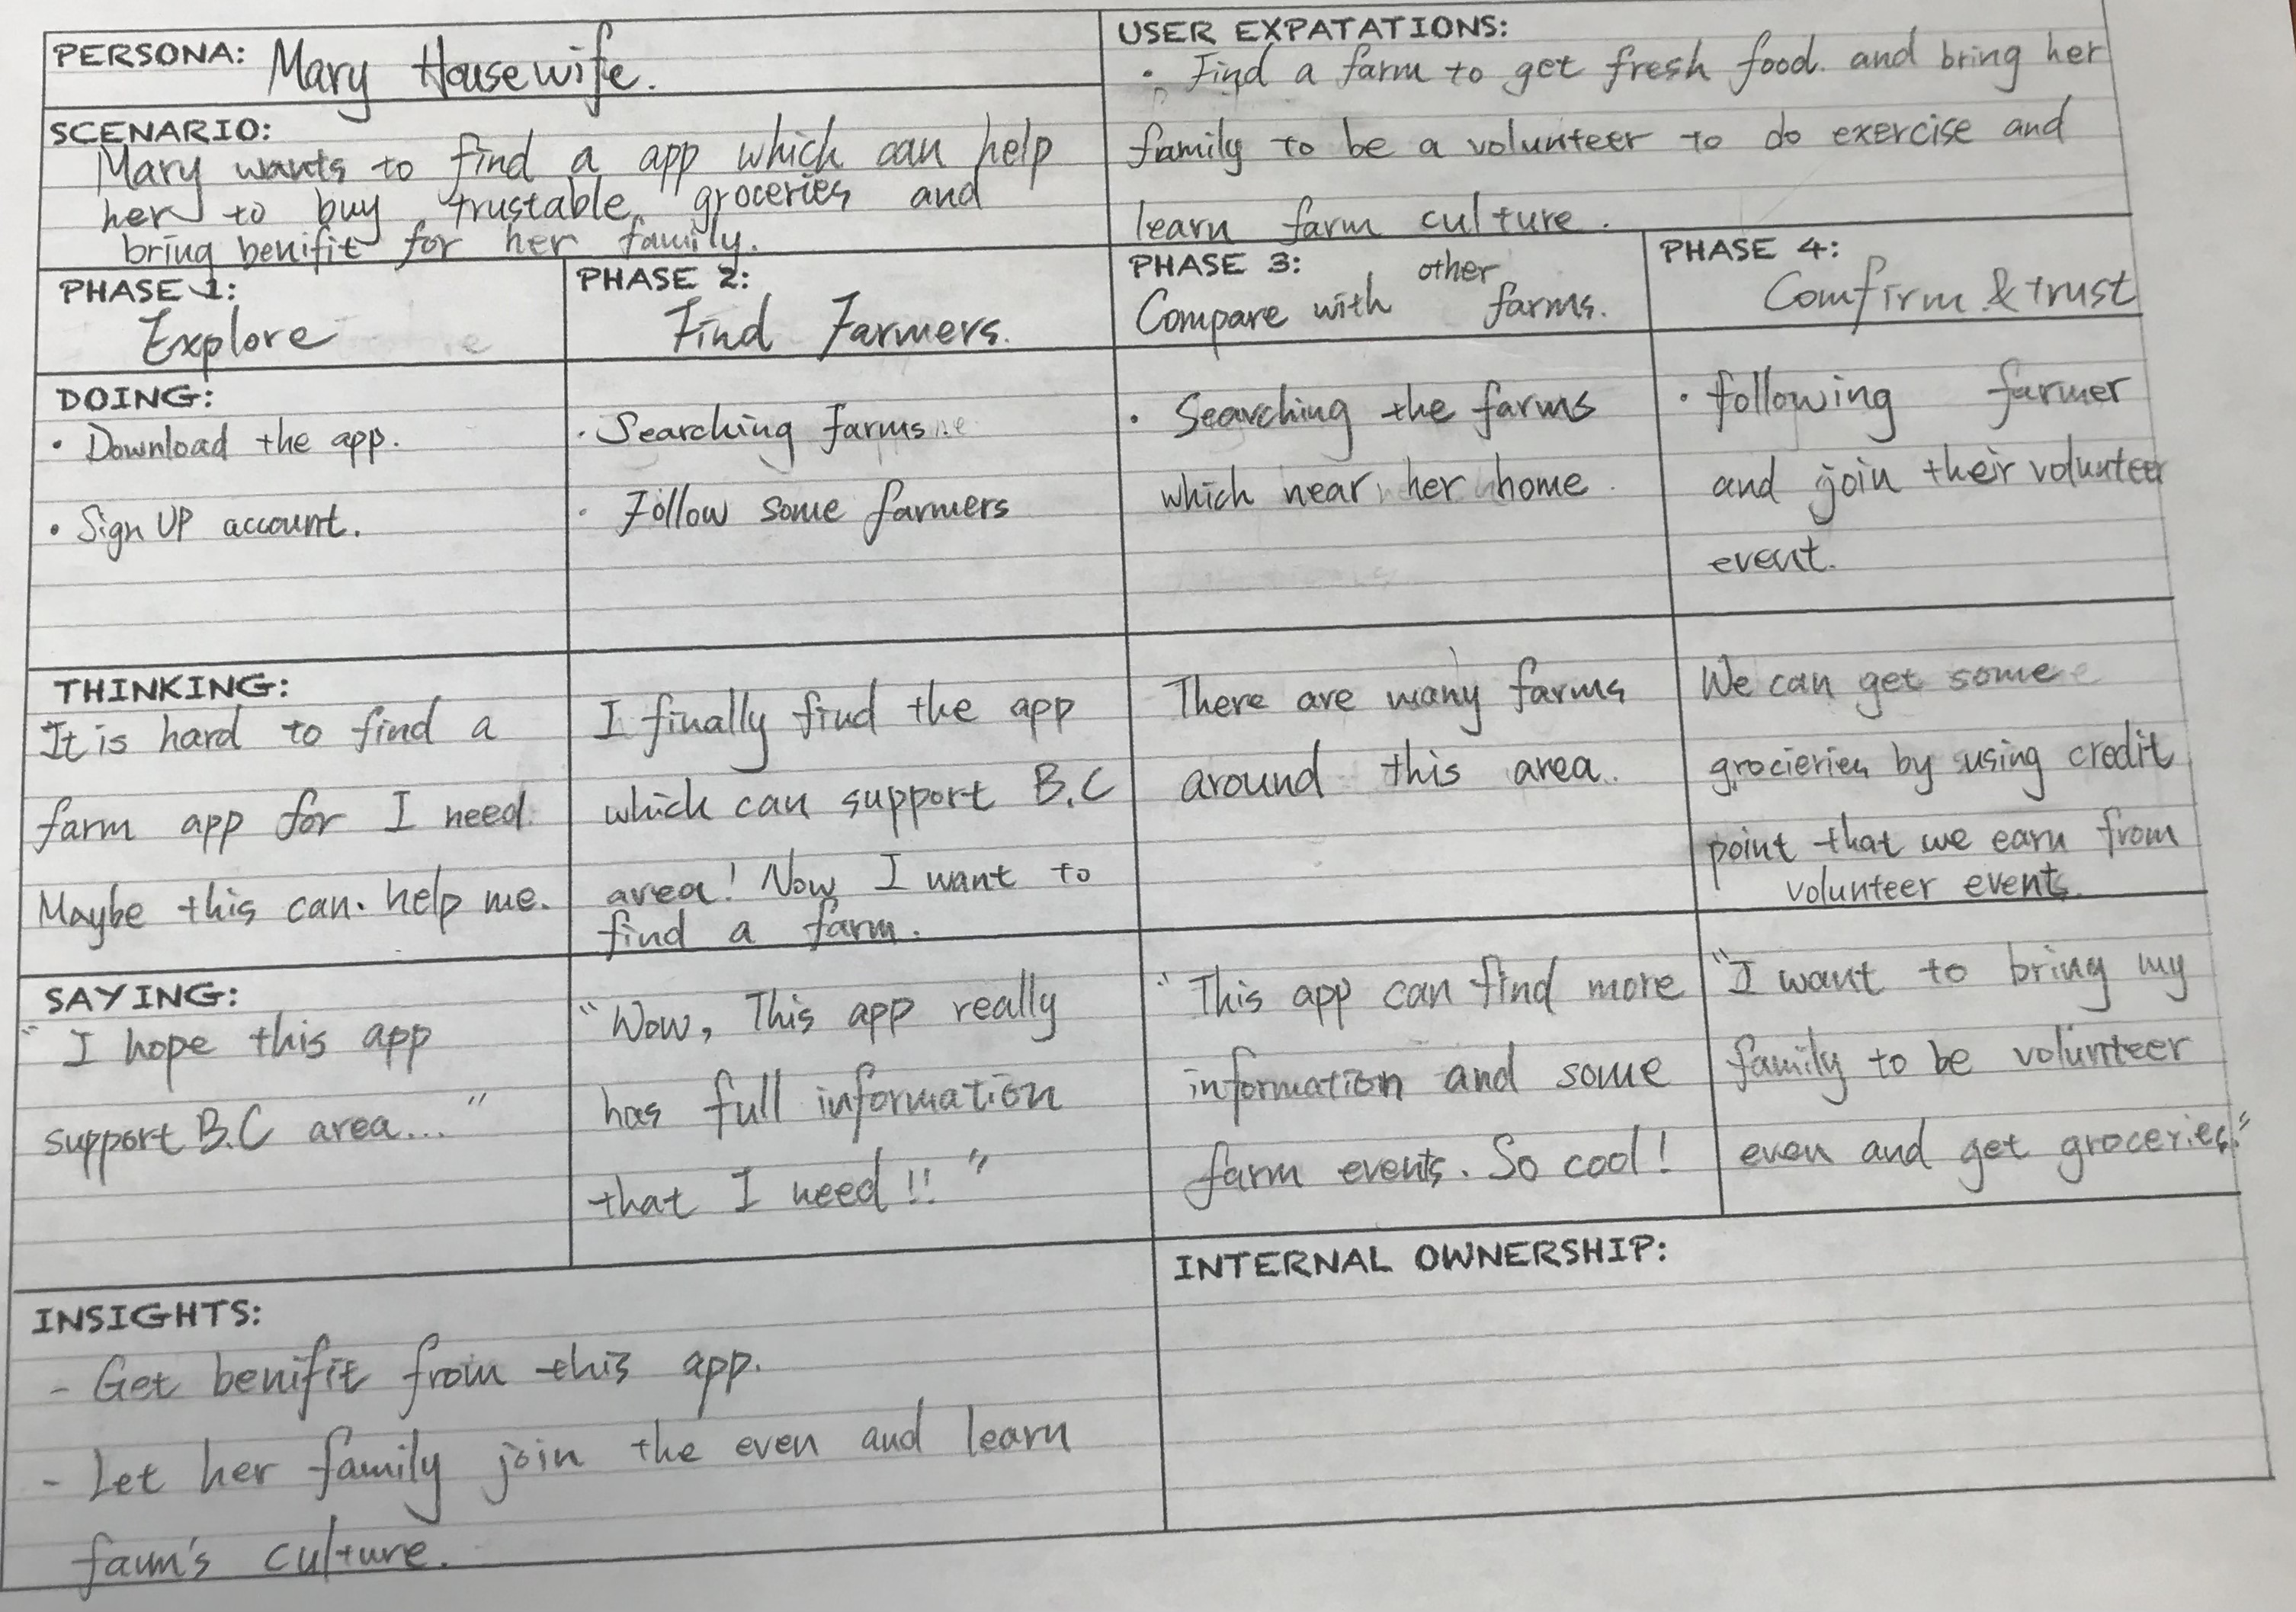 PERSONA: Mary Housewife.
SCENARIO:
Mary wants to find a app which can help
her to buy trustable groceries and
bring benifit for her family.
USER EXPATATIONS:
• Find a farm to get fresh food. and bring her
family to be a volunteer to do exercise and
learn farm culture.
PHASE 1:
Explore
PHASE 2:
Find Farmers.
PHASE 3: other
Compare with farms.
PHASE 4:
Comfirm & trust
DOING:
• Download the app.
• Sign UP account.
• Searching farms
• Follow some farmers
• Searching the farms
which near her home
• following farmer
and join their volunteer
event.
THINKING:
It is hard to find a
farm app for I need.
Maybe this can. help me.
I finally find the app
which can support B.C
area! Now I want to
find a farm.
There are many farms
around this area.
We can get some
grocieries by using credit
point that we earn from
volunteer events.
SAYING:
"I hope this app
support B.C area..."
"Wow, This app really
has full information
that I need!!"
"This app can find more
information and some
farm events. So cool!
"I want to bring my
family to be volunteer
even and get groceries."
INSIGHTS:
- Get benifit from this app.
- Let her family join the even and learn
farm's culture.
INTERNAL OWNERSHIP: